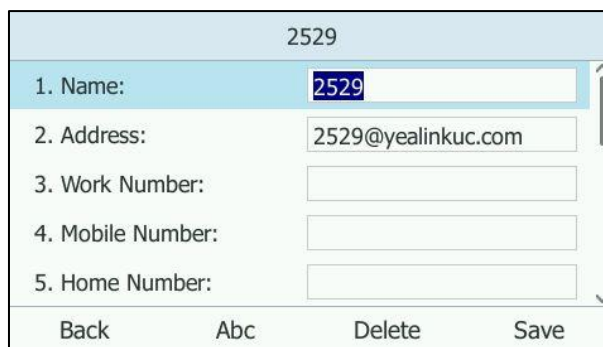 2529
1. Name: 2529
2. Address: 2529@yealinkuc.com
3. Work Number:
4. Mobile Number:
5. Home Number:
Back Abc Delete Save